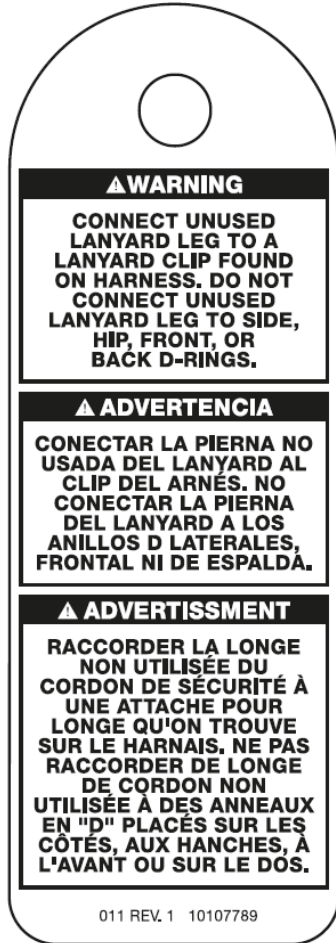 ⚠WARNING
CONNECT UNUSED
LANYARD LEG TO A
LANYARD CLIP FOUND
ON HARNESS. DO NOT
CONNECT UNUSED
LANYARD LEG TO SIDE,
HIP, FRONT, OR
BACK D-RINGS.
⚠ ADVERTENCIA
CONECTAR LA PIERNA NO
USADA DEL LANYARD AL
CLIP DEL ARNÉS. NO
CONECTAR LA PIERNA
DEL LANYARD A LOS
ANILLOS D LATERALES,
FRONTAL NI DE ESPALDA.
⚠ ADVERTISSMENT
RACCORDER LA LONGE
NON UTILISÉE DU
CORDON DE SÉCURITÉ À
UNE ATTACHE POUR
LONGE QU'ON TROUVE
SUR LE HARNAIS. NE PAS
RACCORDER DE LONGE
DE CORDON NON
UTILISÉE À DES ANNEAUX
EN "D" PLACÉS SUR LES
CÔTÉS, AUX HANCHES, À
L'AVANT OU SUR LE DOS.
011 REV. 1 10107789